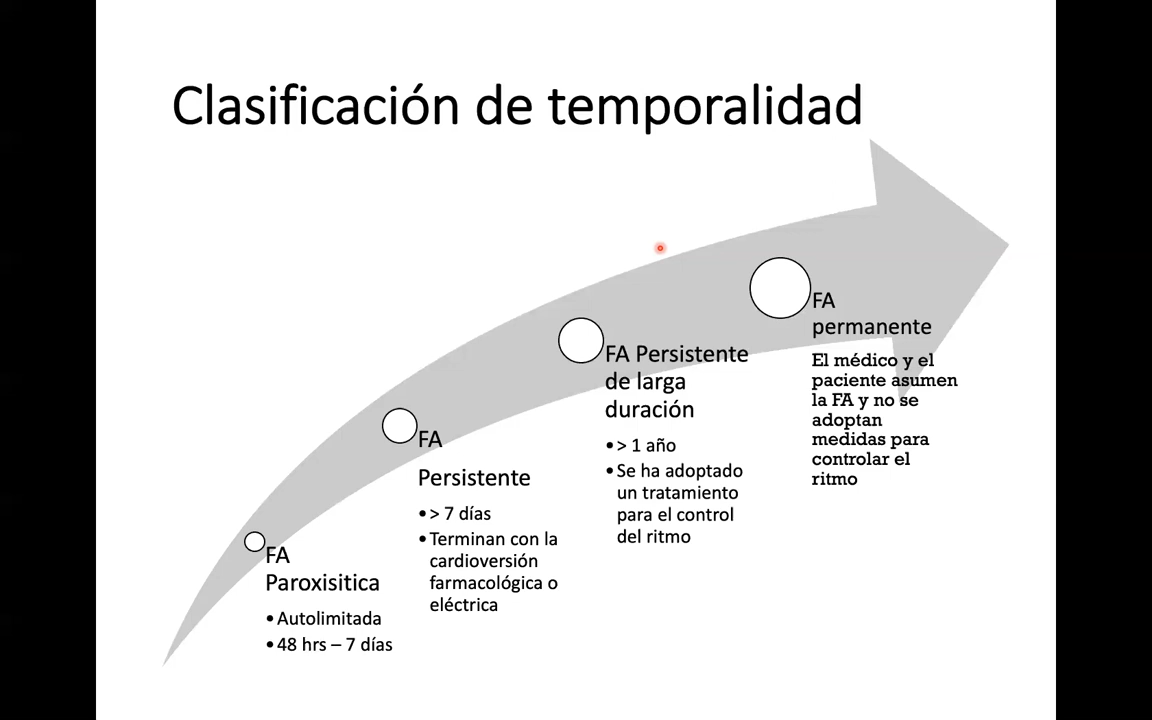 Clasificación de temporalidad
FA
Paroxisitica
• Autolimitada
• 48 hrs – 7 días
FA
Persistente
• > 7 días
• Terminan con la
cardioversión
farmacológica o
eléctrica
FA Persistente
de larga
duración
• > 1 año
• Se ha adoptado
un tratamiento
para el control
del ritmo
FA
permanente
El médico y el
paciente asumen
la FA y no se
adoptan
medidas para
controlar el
ritmo